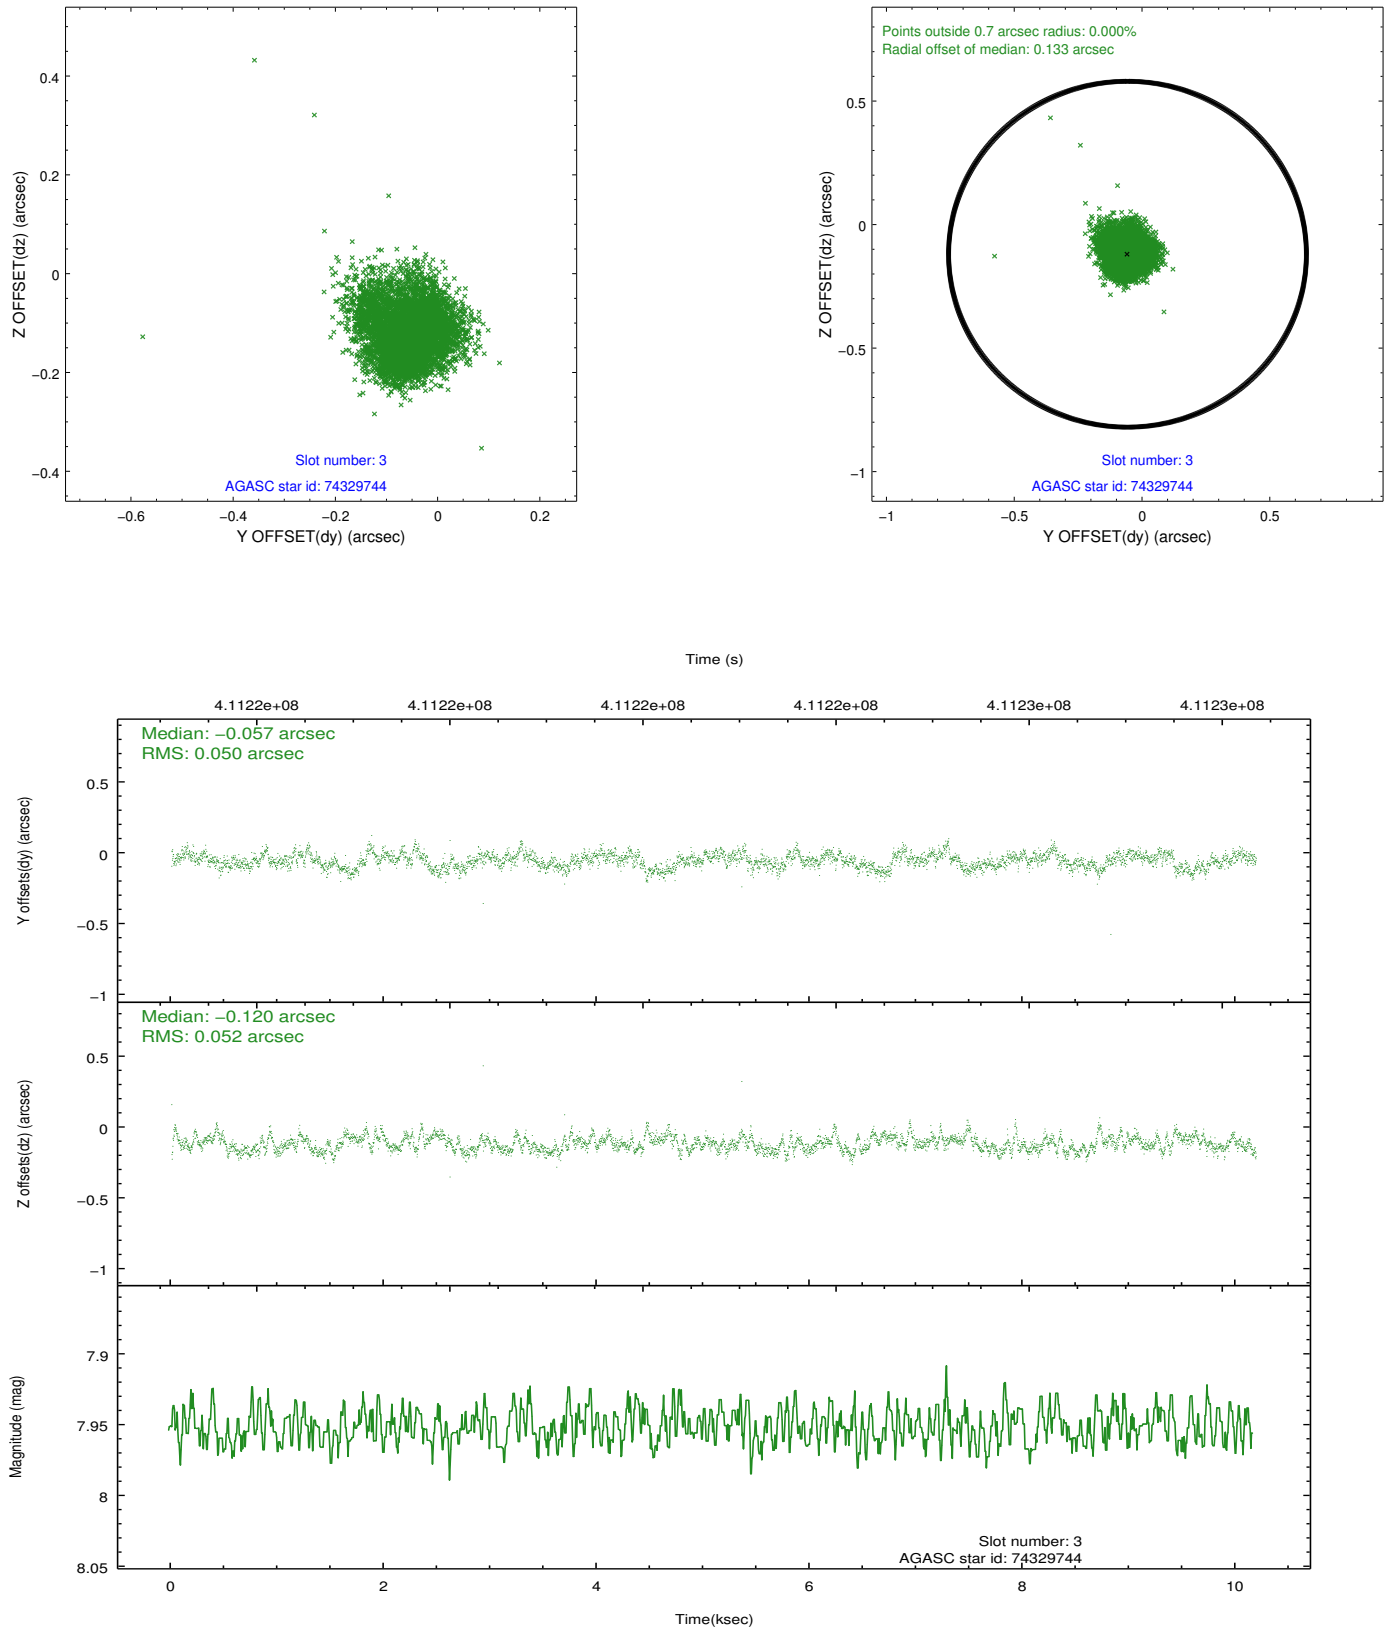 0.4
0.2
0
−0.2
−0.4
Z OFFSET(dz) (arcsec)
Slot number: 3
AGASC star id: 74329744
−0.6
−0.4
−0.2
0
0.2
Y OFFSET(dy) (arcsec)
Points outside 0.7 arcsec radius: 0.000%
Radial offset of median: 0.133 arcsec
0.5
0
−0.5
−1
Z OFFSET(dz) (arcsec)
Slot number: 3
AGASC star id: 74329744
−1
−0.5
0
0.5
Y OFFSET(dy) (arcsec)
Time (s)
4.1122e+08
4.1122e+08
4.1122e+08
4.1122e+08
4.1123e+08
4.1123e+08
Median: −0.057 arcsec
RMS: 0.050 arcsec
0.5
0
−0.5
−1
Y offsets(dy) (arcsec)
Median: −0.120 arcsec
RMS: 0.052 arcsec
0.5
0
−0.5
−1
Z offsets(dz) (arcsec)
7.9
7.95
8
8.05
Magnitude (mag)
Slot number: 3
AGASC star id: 74329744
0
2
4
6
8
10
Time(ksec)